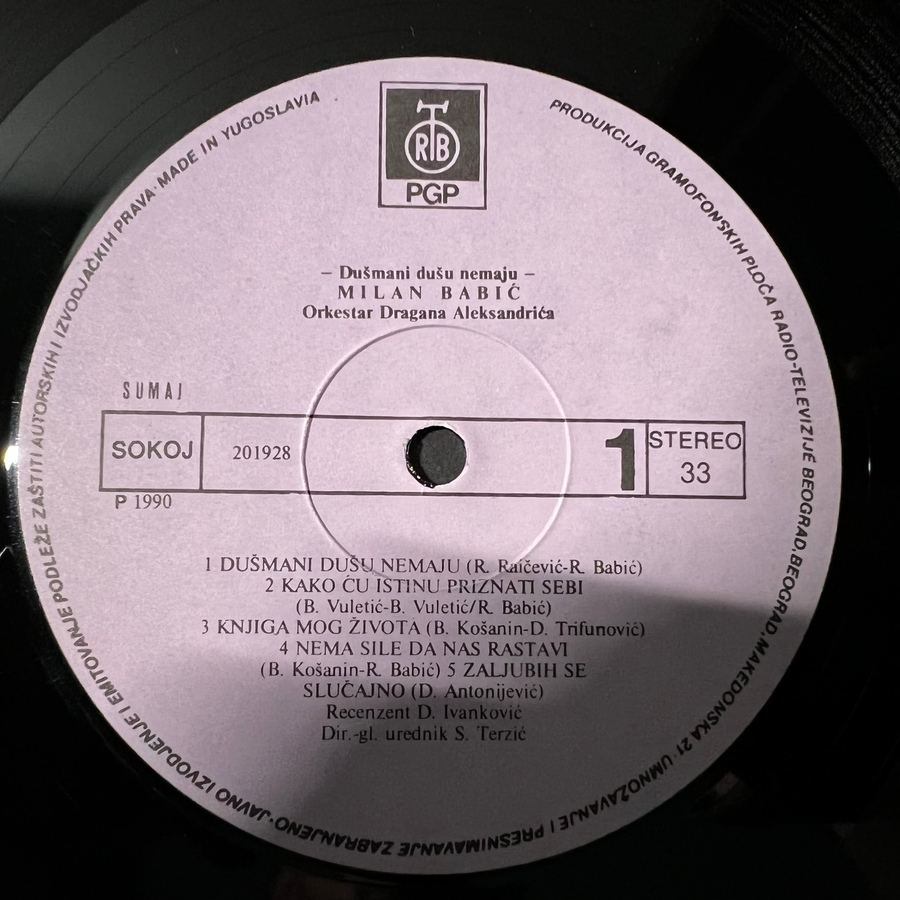 RTB
PGP
PRODUKCIJA GRAMOFONSKIH PLOČA RADIO-TELEVIZIJE BEOGRAD, BEOGRAD, MAKEDONSKA 21 · UMNOŽAVANJE I PRESNIMAVANJE ZABRANJENO · JAVNO IZVODJENJE I EMITOVANJE PODLEŽE ZAŠTITI AUTORSKIH I IZVODJAČKIH PRAVA · MADE IN YUGOSLAVIA
– Dušmani dušu nemaju –
MILAN BABIĆ
Orkestar Dragana Aleksandrića
SUMAJ
SOKOJ
201928
1
STEREO
33
P 1990
1 DUŠMANI DUŠU NEMAJU (R. Raičević-R. Babić)
2 KAKO ĆU ISTINU PRIZNATI SEBI
(B. Vuletić-B. Vuletić/R. Babić)
3 KNJIGA MOG ŽIVOTA (B. Košanin-D. Trifunović)
4 NEMA SILE DA NAS RASTAVI
(B. Košanin-R. Babić) 5 ZALJUBIH SE
SLUČAJNO (D. Antonijević)
Recenzent D. Ivanković
Dir.-gl. urednik S. Terzić